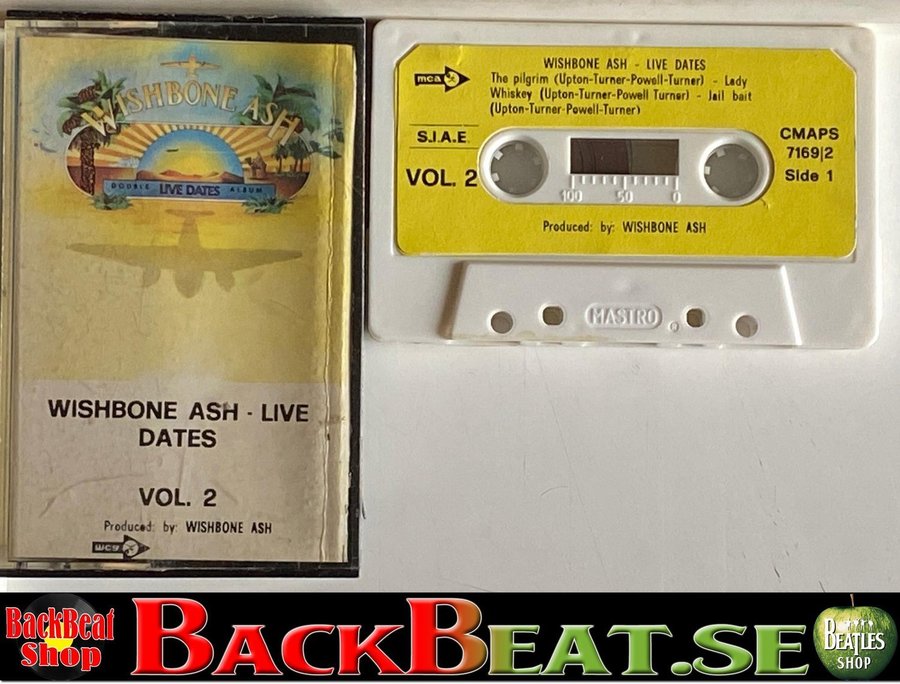 WISHBONE ASH
DOUBLE LIVE DATES ALBUM
WISHBONE ASH - LIVE
DATES
VOL. 2
Produced: by: WISHBONE ASH
mca
WISHBONE ASH - LIVE DATES
mca
The pilgrim (Upton-Turner-Powell-Turner) - Lady
Whiskey (Upton-Turner-Powell Turner) - Jail bait
(Upton-Turner-Powell-Turner)
S.I.A.E.
VOL. 2
CMAPS
7169|2
Side 1
100 50 0
Produced: by: WISHBONE ASH
MASTRO
BackBeat
Shop
BACKBEAT.SE
BEATLES
SHOP